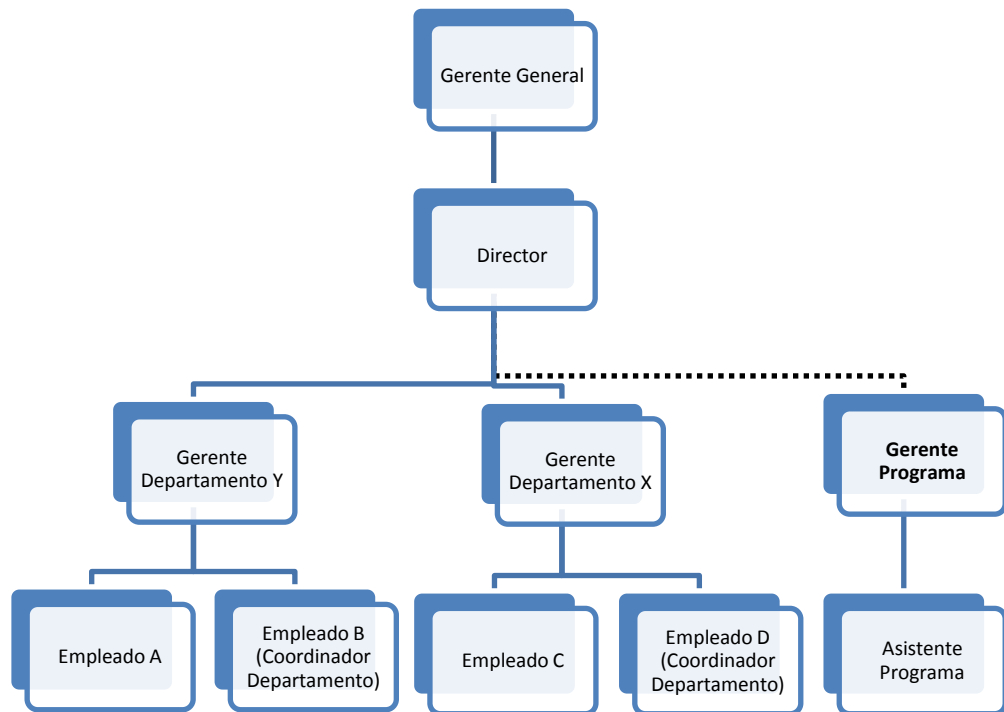 Gerente General
Director
Gerente
Departamento Y
Gerente
Departamento X
Gerente
Programa
Empleado A
Empleado B
(Coordinador
Departamento)
Empleado C
Empleado D
(Coordinador
Departamento)
Asistente
Programa